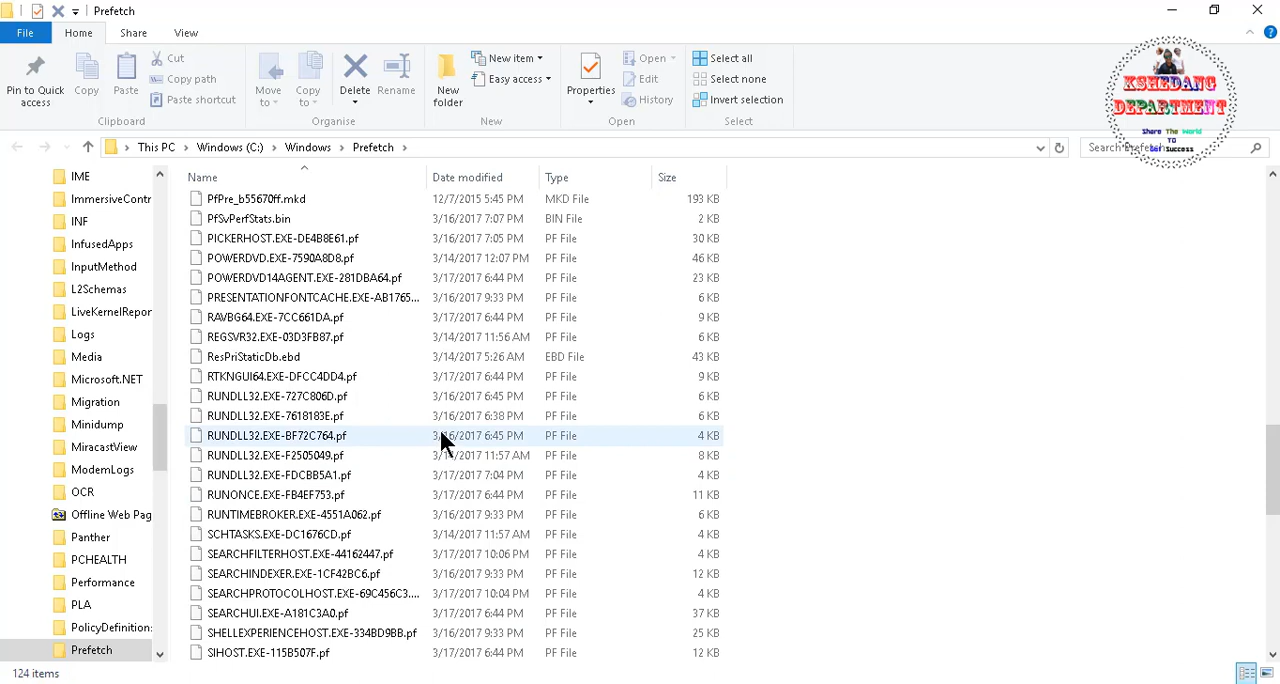 Prefetch
File Home Share View
Pin to Quick access
Copy
Paste
Cut
Copy path
Paste shortcut
Clipboard
Move to
Copy to
Delete
Rename
Organise
New folder
New item
Easy access
New
Properties
Open
Edit
History
Open
Select all
Select none
Invert selection
Select
KSHEDANG
DEPARTMENT
Share The World
TO
Get Success
This PC Windows (C:) Windows Prefetch
Search Prefetch
IME
ImmersiveContr
INF
InfusedApps
InputMethod
L2Schemas
LiveKernelRepor
Logs
Media
Microsoft.NET
Migration
Minidump
MiracastView
ModemLogs
OCR
Offline Web Pag
Panther
PCHEALTH
Performance
PLA
PolicyDefinition:
Prefetch
Name Date modified Type Size
PfPre_b55670ff.mkd 12/7/2015 5:45 PM MKD File 193 KB
PfSvPerfStats.bin 3/16/2017 7:07 PM BIN File 2 KB
PICKERHOST.EXE-DE4B8E61.pf 3/16/2017 7:05 PM PF File 30 KB
POWERDVD.EXE-7590A8D8.pf 3/14/2017 12:07 PM PF File 46 KB
POWERDVD14AGENT.EXE-281DBA64.pf 3/17/2017 6:44 PM PF File 23 KB
PRESENTATIONFONTCACHE.EXE-AB1765... 3/16/2017 9:33 PM PF File 6 KB
RAVBG64.EXE-7CC661DA.pf 3/17/2017 6:44 PM PF File 9 KB
REGSVR32.EXE-03D3FB87.pf 3/14/2017 11:56 AM PF File 6 KB
ResPriStaticDb.ebd 3/14/2017 5:26 AM EBD File 43 KB
RTKNGUI64.EXE-DFCC4DD4.pf 3/17/2017 6:44 PM PF File 9 KB
RUNDLL32.EXE-727C806D.pf 3/16/2017 6:45 PM PF File 6 KB
RUNDLL32.EXE-7618183E.pf 3/16/2017 6:38 PM PF File 6 KB
RUNDLL32.EXE-BF72C764.pf 3/16/2017 6:45 PM PF File 4 KB
RUNDLL32.EXE-F2505049.pf 3/17/2017 11:57 AM PF File 8 KB
RUNDLL32.EXE-FDCBB5A1.pf 3/17/2017 7:04 PM PF File 4 KB
RUNONCE.EXE-FB4EF753.pf 3/17/2017 6:44 PM PF File 11 KB
RUNTIMEBROKER.EXE-4551A062.pf 3/16/2017 9:33 PM PF File 6 KB
SCHTASKS.EXE-DC1676CD.pf 3/14/2017 11:57 AM PF File 4 KB
SEARCHFILTERHOST.EXE-44162447.pf 3/17/2017 10:06 PM PF File 4 KB
SEARCHINDEXER.EXE-1CF42BC6.pf 3/16/2017 9:33 PM PF File 12 KB
SEARCHPROTOCOLHOST.EXE-69C456C3.... 3/17/2017 10:04 PM PF File 4 KB
SEARCHUI.EXE-A181C3A0.pf 3/17/2017 6:44 PM PF File 37 KB
SHELLEXPERIENCEHOST.EXE-334BD9BB.pf 3/16/2017 9:33 PM PF File 25 KB
SIHOST.EXE-115B507F.pf 3/17/2017 6:44 PM PF File 12 KB
124 items